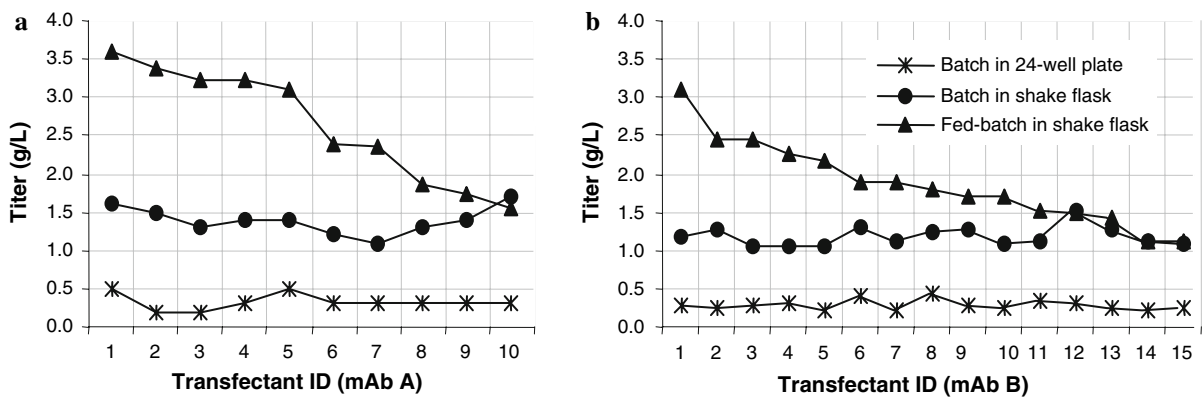 a
4.0
3.5
3.0
2.5
2.0
1.5
1.0
0.5
0.0
Titer (g/L)
1 2 3 4 5 6 7 8 9 10
Transfectant ID (mAb A)
b
4.0
3.5
3.0
2.5
2.0
1.5
1.0
0.5
0.0
Titer (g/L)
Batch in 24-well plate
Batch in shake flask
Fed-batch in shake flask
1 2 3 4 5 6 7 8 9 10 11 12 13 14 15
Transfectant ID (mAb B)